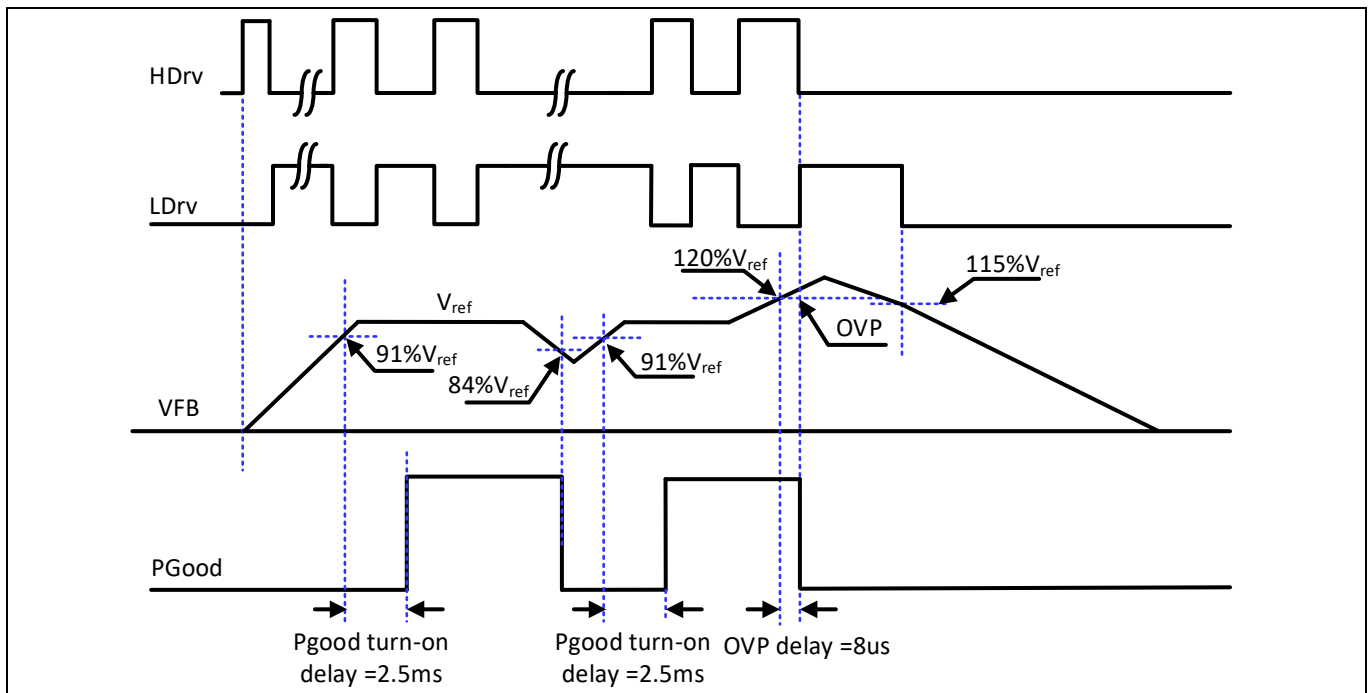 HDrv
LDrv
120%Vref
115%Vref
Vref
OVP
91%Vref
91%Vref
84%Vref
VFB
PGood
Pgood turn-on
delay =2.5ms
Pgood turn-on
delay =2.5ms
OVP delay =8us